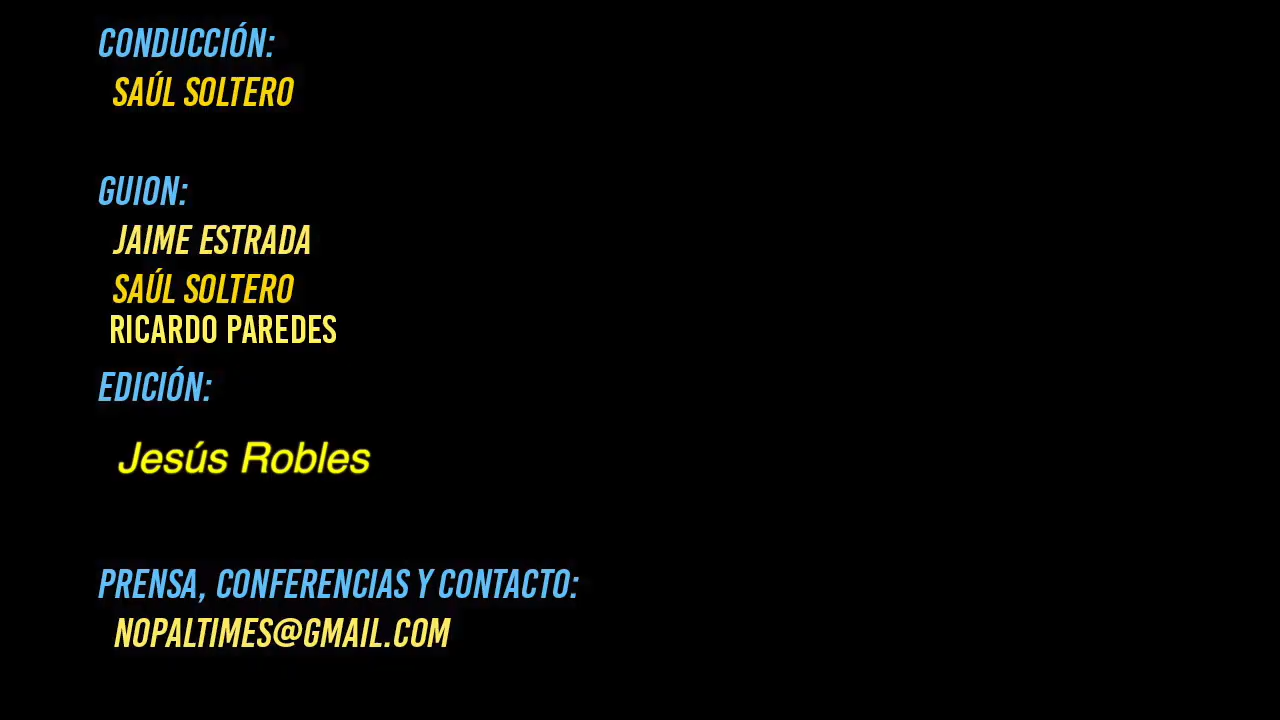 CONDUCCIÓN:
SAÚL SOLTERO
GUION:
JAIME ESTRADA
SAÚL SOLTERO
RICARDO PAREDES
EDICIÓN:
Jesús Robles
PRENSA, CONFERENCIAS Y CONTACTO:
NOPALTIMES@GMAIL.COM